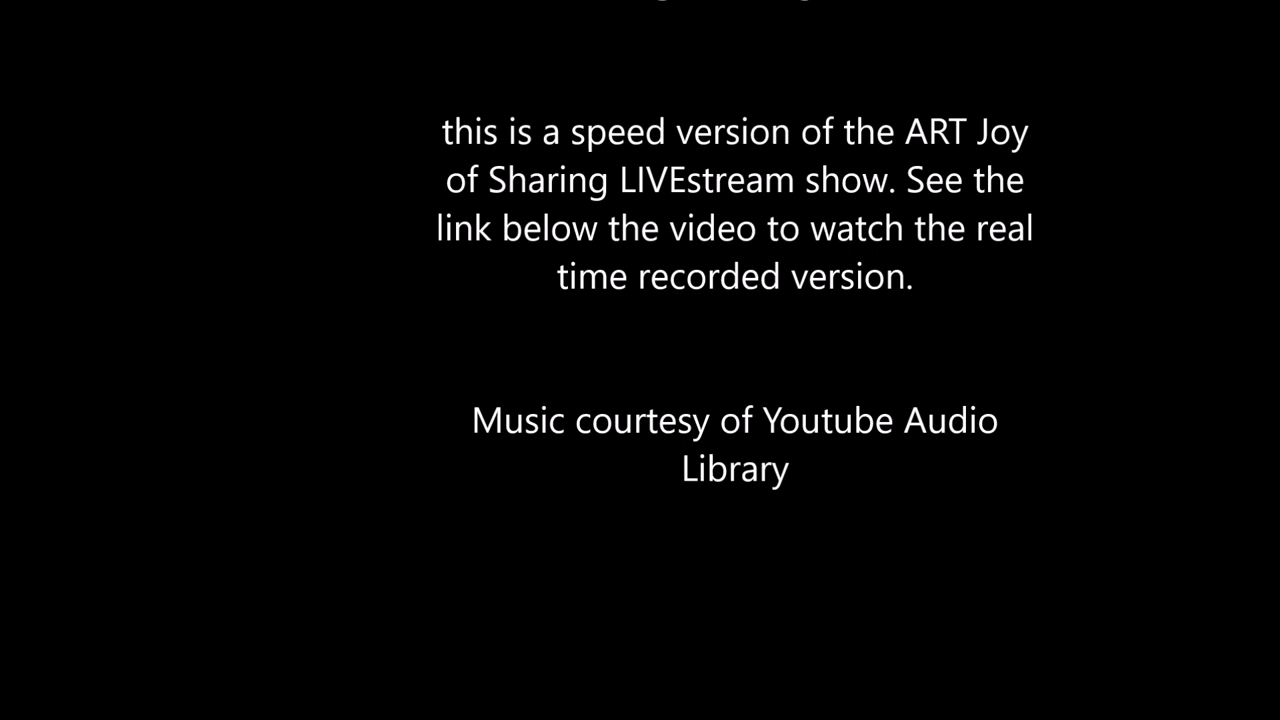 this is a speed version of the ART Joy
of Sharing LIVEstream show. See the
link below the video to watch the real
time recorded version.
Music courtesy of Youtube Audio
Library